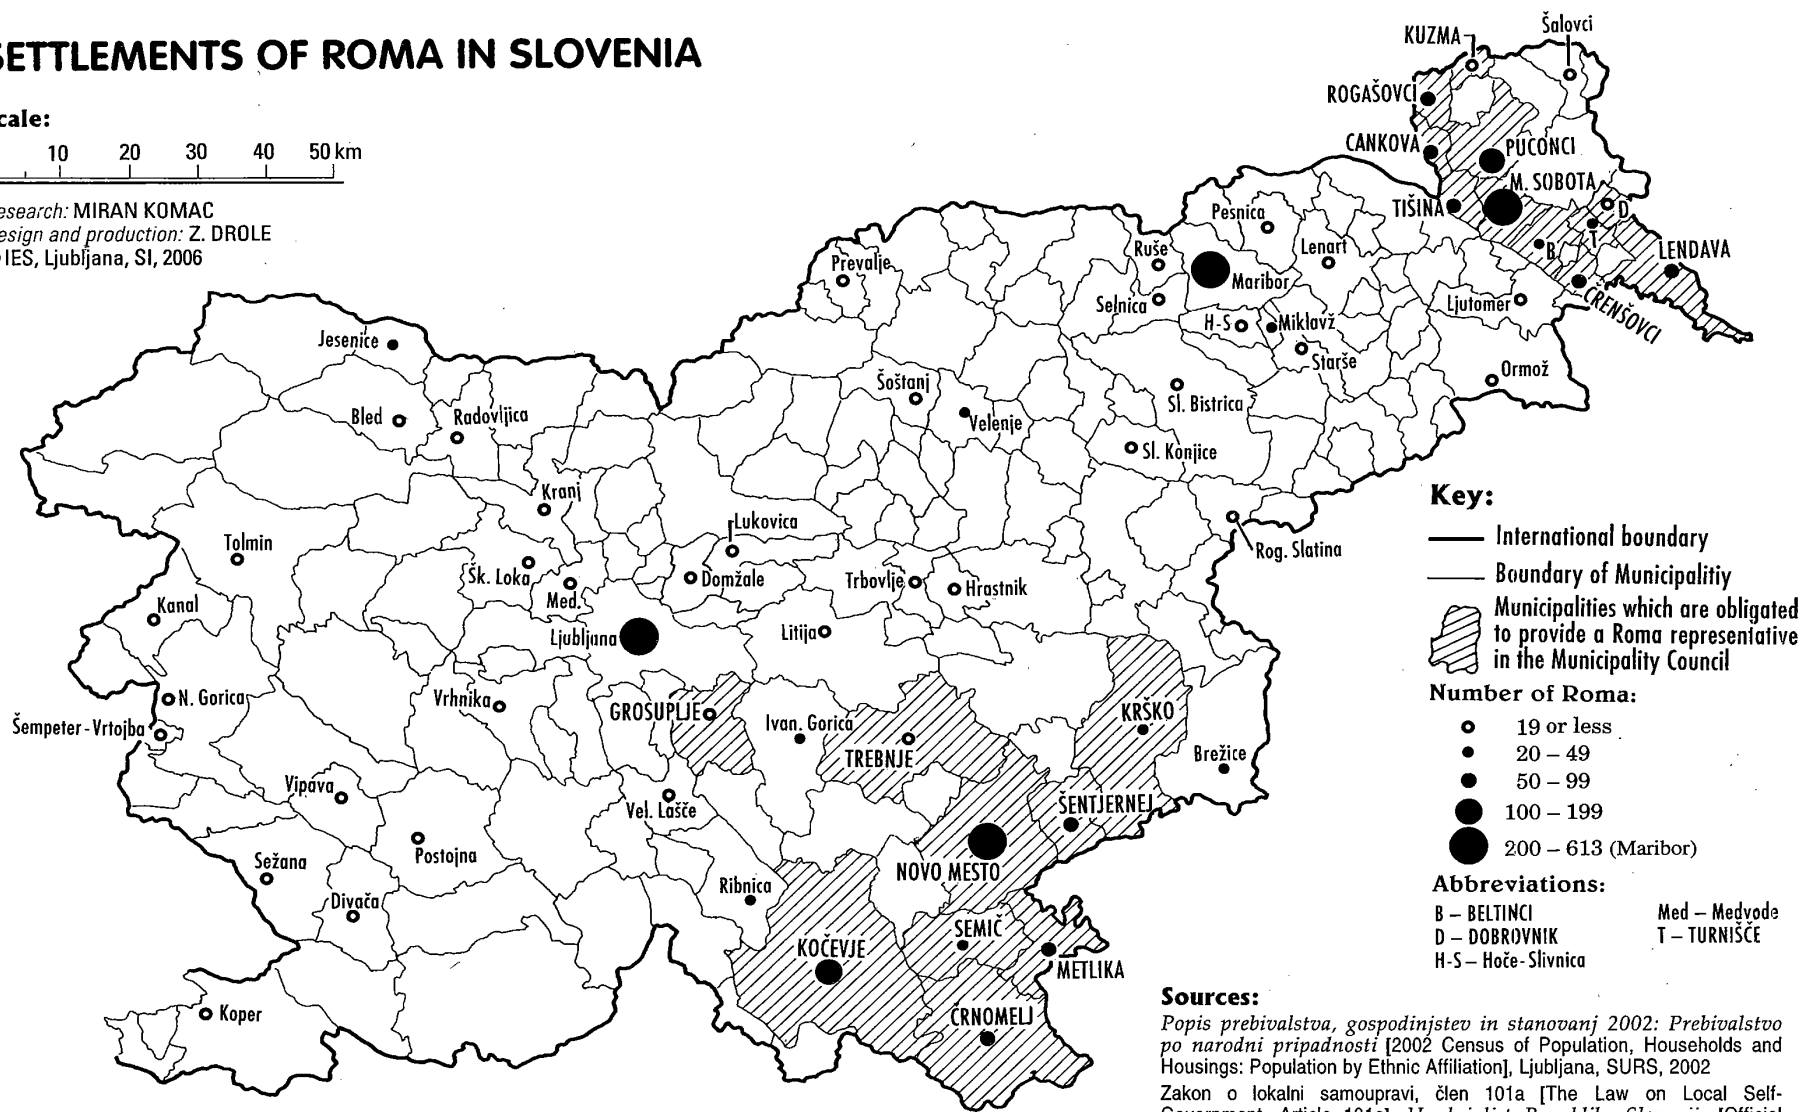 SETTLEMENTS OF ROMA IN SLOVENIA
cale:
10 20 30 40 50 km
esearch: MIRAN KOMAC
esign and production: Z. DROLE
IES, Ljubljana, SI, 2006
KUZMA
Šalovci
ROGAŠOVCI
CANKOVA
PUCONCI
M. SOBOTA
TIŠINA
D
T
B
LENDAVA
ČRENŠOVCI
Pesnica
Ruše
Lenart
Prevalje
Maribor
Selnica
Ljutomer
H-S
Miklavž
Starše
Ormož
Jesenice
Šoštanj
Sl. Bistrica
Bled
Radovljica
Velenje
Sl. Konjice
Kranj
Lukovica
Rog. Slatina
Tolmin
Šk. Loka
Med.
Domžale
Trbovlje
Hrastnik
Kanal
Ljubljana
Litija
N. Gorica
Vrhnika
GROSUPLJE
Ivan. Gorica
KRŠKO
Šempeter-Vrtojba
TREBNJE
Brežice
Vipava
Vel. Lašče
ŠENTJERNEJ
Postojna
Sežana
NOVO MESTO
Ribnica
Divača
SEMIČ
KOČEVJE
METLIKA
Koper
ČRNOMELJ
Key:
International boundary
Boundary of Municipalitiy
Municipalities which are obligated
to provide a Roma representative
in the Municipality Council
Number of Roma:
19 or less
20 – 49
50 – 99
100 – 199
200 – 613 (Maribor)
Abbreviations:
B – BELTINCI Med – Medvode
D – DOBROVNIK T – TURNIŠČE
H-S – Hoče-Slivnica
Sources:
Popis prebivalstva, gospodinjstev in stanovanj 2002: Prebivalstvo
po narodni pripadnosti [2002 Census of Population, Households and
Housings: Population by Ethnic Affiliation], Ljubljana, SURS, 2002
Zakon o lokalni samoupravi, člen 101a [The Law on Local Self-